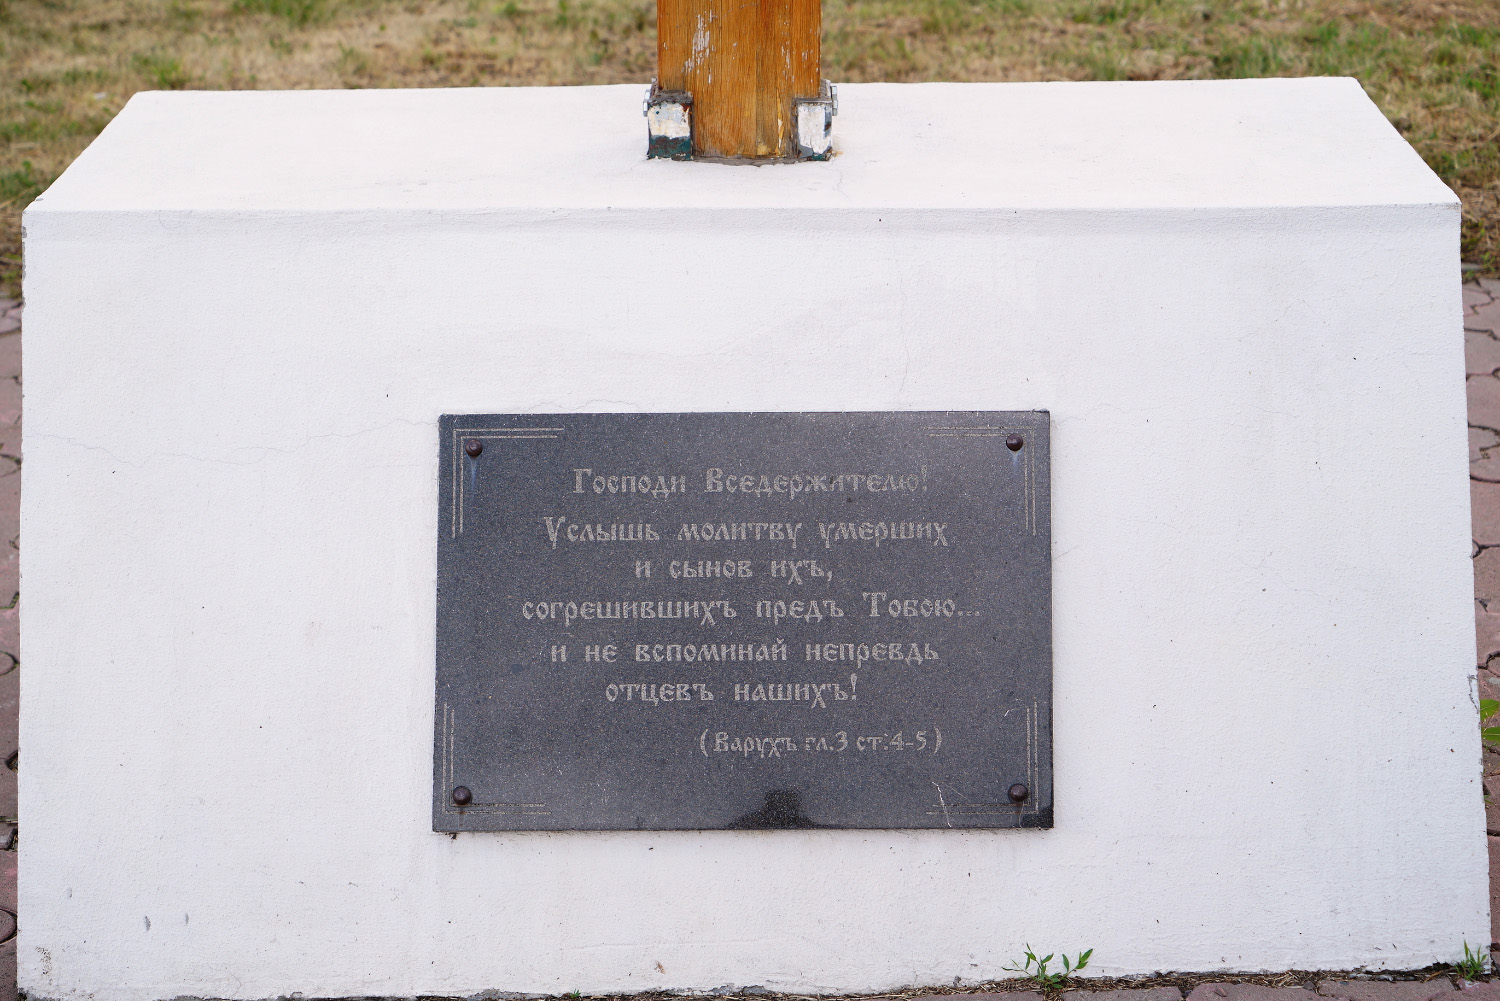 Господи Вседержителю!
Услышь молитву умерших
и сынов ихъ,
согрешившихъ предъ Тобою...
и не вспоминай непревдь
отцевъ нашихъ!
(Варухъ гл.3 ст.4-5)